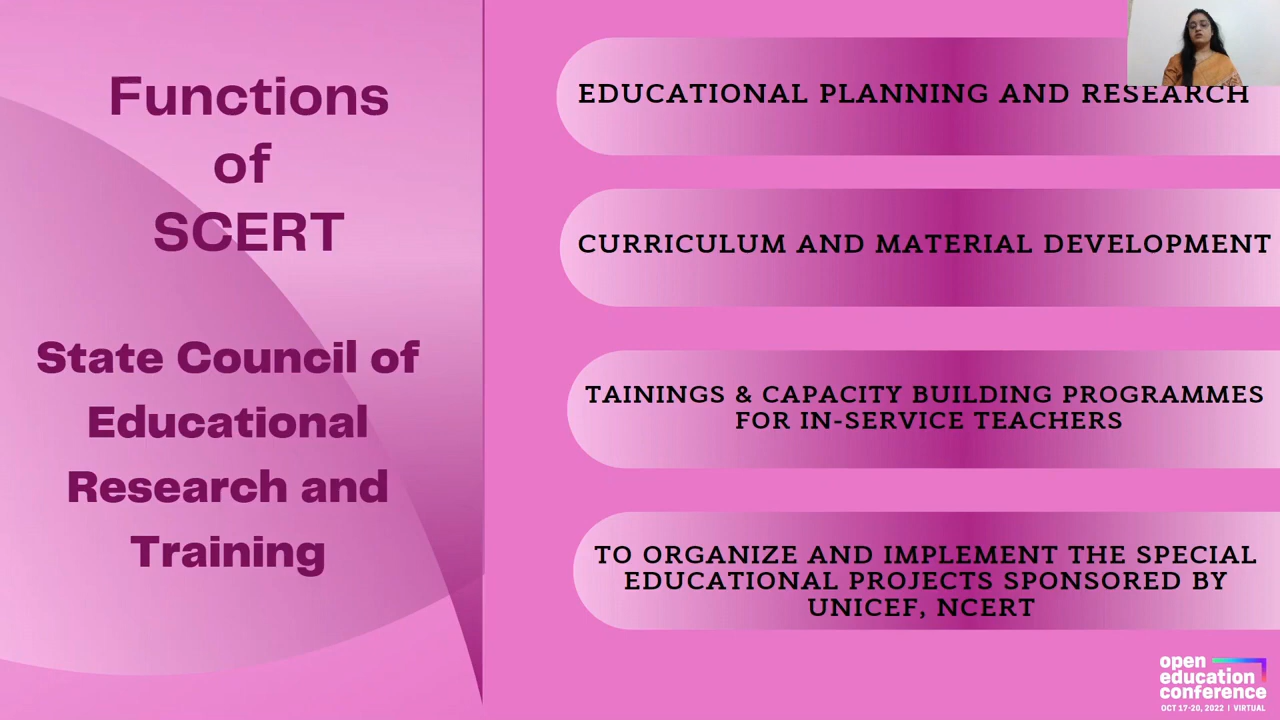 Functions
of
SCERT
State Council of
Educational
Research and
Training
EDUCATIONAL PLANNING AND RESEARCH
CURRICULUM AND MATERIAL DEVELOPMENT
TAININGS & CAPACITY BUILDING PROGRAMMES
FOR IN-SERVICE TEACHERS
TO ORGANIZE AND IMPLEMENT THE SPECIAL
EDUCATIONAL PROJECTS SPONSORED BY
UNICEF, NCERT
open
education
conference
OCT 17-20, 2022 | VIRTUAL